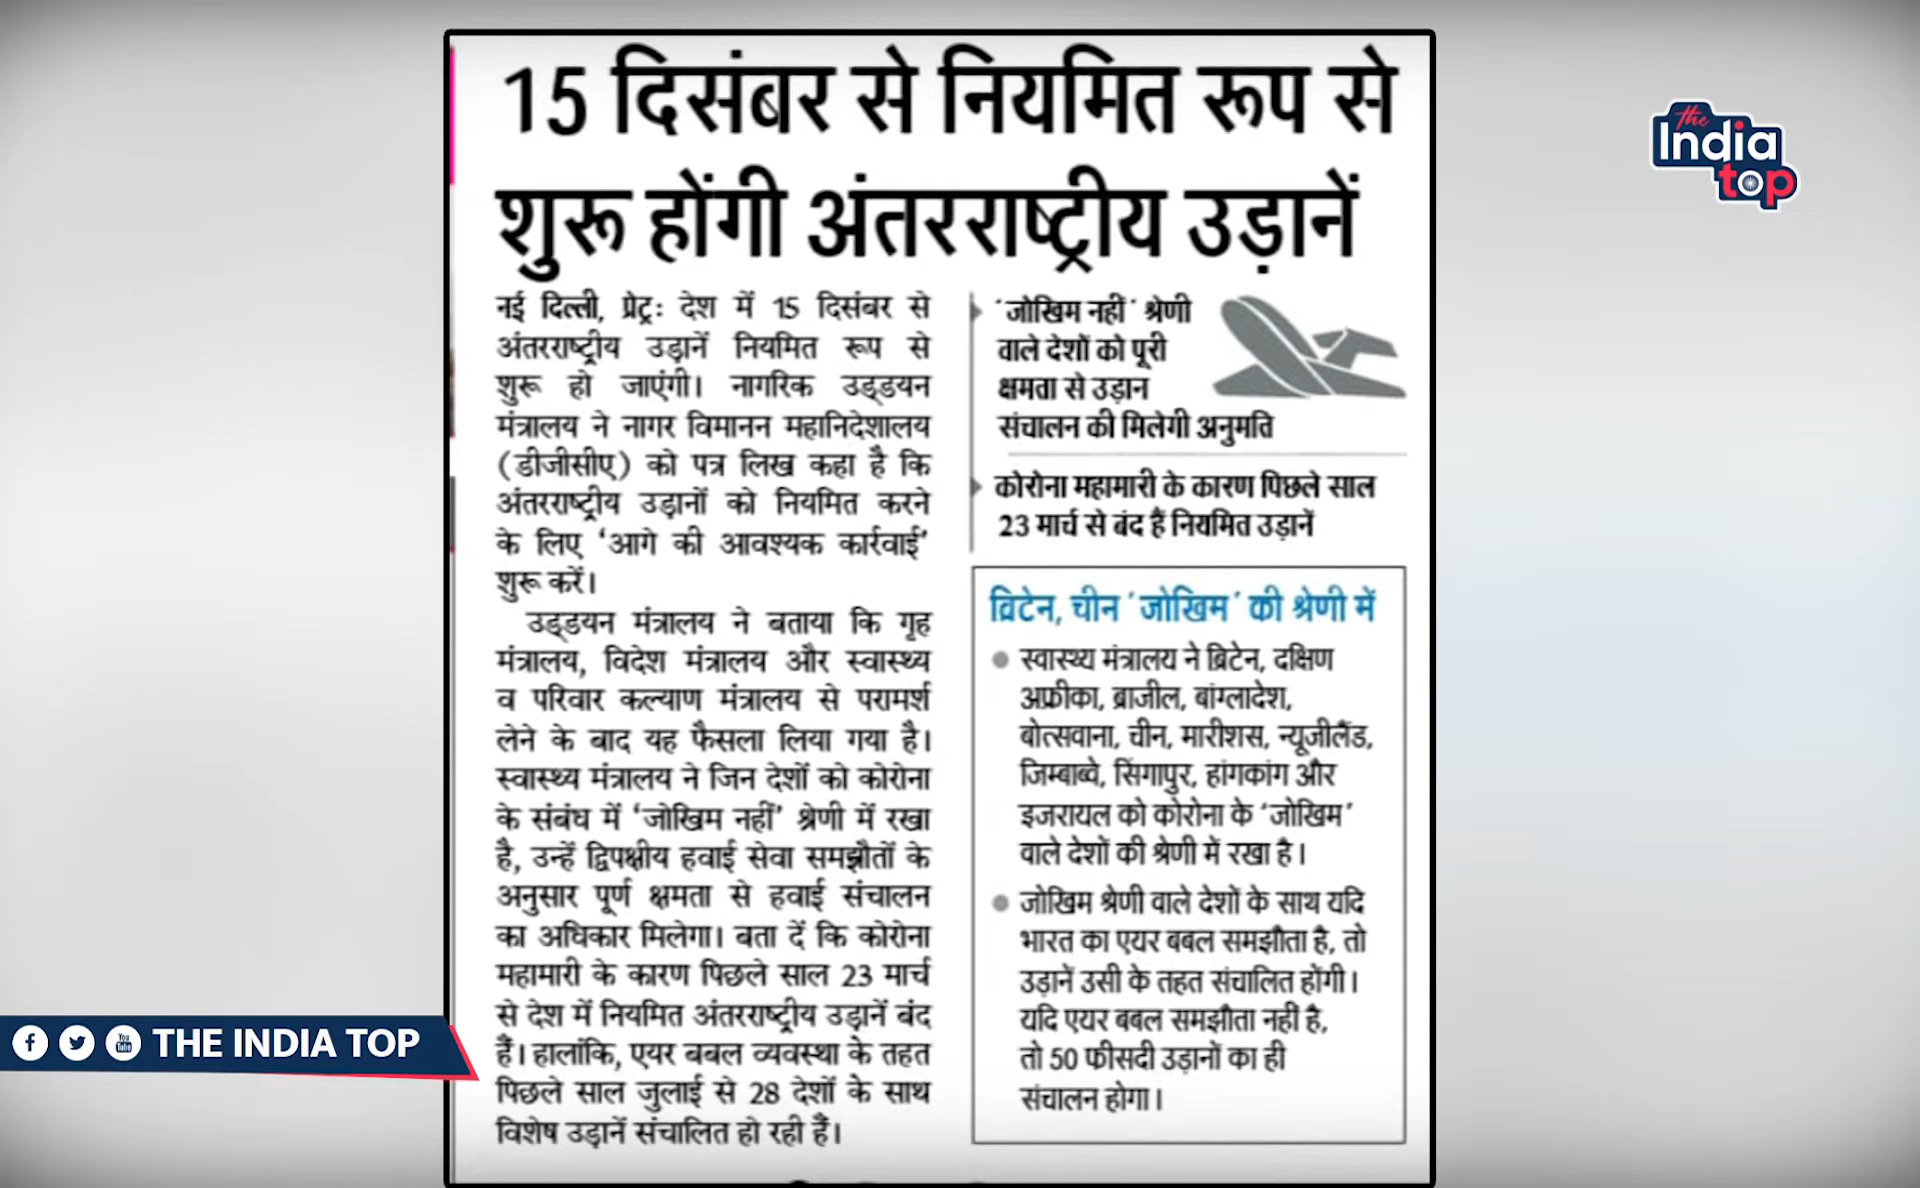 15 दिसंबर से नियमित रूप से
शुरू होंगी अंतरराष्ट्रीय उड़ानें
नई दिल्ली, प्रेट्र: देश में 15 दिसंबर से
अंतरराष्ट्रीय उड़ानें नियमित रूप से
शुरू हो जाएंगी। नागरिक उड्डयन
मंत्रालय ने नागर विमानन महानिदेशालय
(डीजीसीए) को पत्र लिख कहा है कि
अंतरराष्ट्रीय उड़ानों को नियमित करने
के लिए ‘आगे की आवश्यक कार्रवाई’
शुरू करें।
उड्डयन मंत्रालय ने बताया कि गृह
मंत्रालय, विदेश मंत्रालय और स्वास्थ्य
व परिवार कल्याण मंत्रालय से परामर्श
लेने के बाद यह फैसला लिया गया है।
स्वास्थ्य मंत्रालय ने जिन देशों को कोरोना
के संबंध में ‘जोखिम नहीं’ श्रेणी में रखा
है, उन्हें द्विपक्षीय हवाई सेवा समझौतों के
अनुसार पूर्ण क्षमता से हवाई संचालन
का अधिकार मिलेगा। बता दें कि कोरोना
महामारी के कारण पिछले साल 23 मार्च
से देश में नियमित अंतरराष्ट्रीय उड़ानें बंद
हैं। हालांकि, एयर बबल व्यवस्था के तहत
पिछले साल जुलाई से 28 देशों के साथ
विशेष उड़ानें संचालित हो रही हैं।
‘जोखिम नहीं’ श्रेणी
वाले देशों को पूरी
क्षमता से उड़ान
संचालन की मिलेगी अनुमति
कोरोना महामारी के कारण पिछले साल
23 मार्च से बंद हैं नियमित उड़ानें
ब्रिटेन, चीन ‘जोखिम’ की श्रेणी में
स्वास्थ्य मंत्रालय ने ब्रिटेन, दक्षिण
अफ्रीका, ब्राजील, बांग्लादेश,
बोत्सवाना, चीन, मारीशस, न्यूजीलैंड,
जिम्बाब्वे, सिंगापुर, हांगकांग और
इजरायल को कोरोना के ‘जोखिम’
वाले देशों की श्रेणी में रखा है।
जोखिम श्रेणी वाले देशों के साथ यदि
भारत का एयर बबल समझौता है, तो
उड़ानें उसी के तहत संचालित होंगी।
यदि एयर बबल समझौता नहीं है,
तो 50 फीसदी उड़ानों का ही
संचालन होगा।
the
India
top
THE INDIA TOP